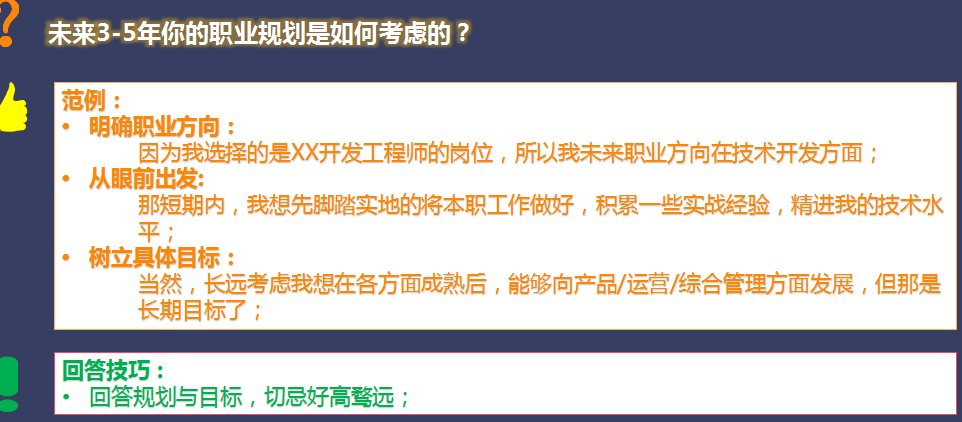 ?
未来3-5年你的职业规划是如何考虑的？
范例：
• 明确职业方向：
因为我选择的是XX开发工程师的岗位，所以我未来职业方向在技术开发方面；
• 从眼前出发:
那短期内，我想先脚踏实地的将本职工作做好，积累一些实战经验，精进我的技术水
平；
• 树立具体目标：
当然，长远考虑我想在各方面成熟后，能够向产品/运营/综合管理方面发展，但那是
长期目标了；
!
回答技巧：
• 回答规划与目标，切忌好高骛远；